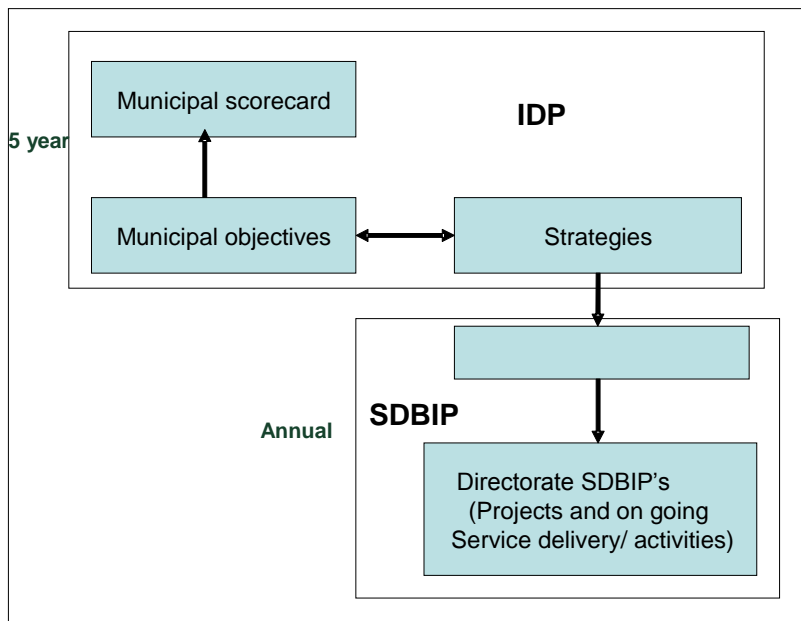 Municipal scorecard
IDP
5 year
Municipal objectives
Strategies
SDBIP
Annual
Directorate SDBIP's
(Projects and on going
Service delivery/ activities)